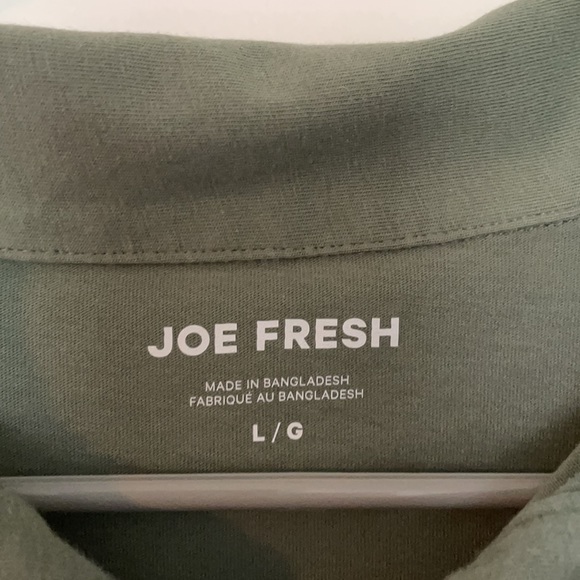 JOE FRESH
MADE IN BANGLADESH
FABRIQUÉ AU BANGLADESH
L / G